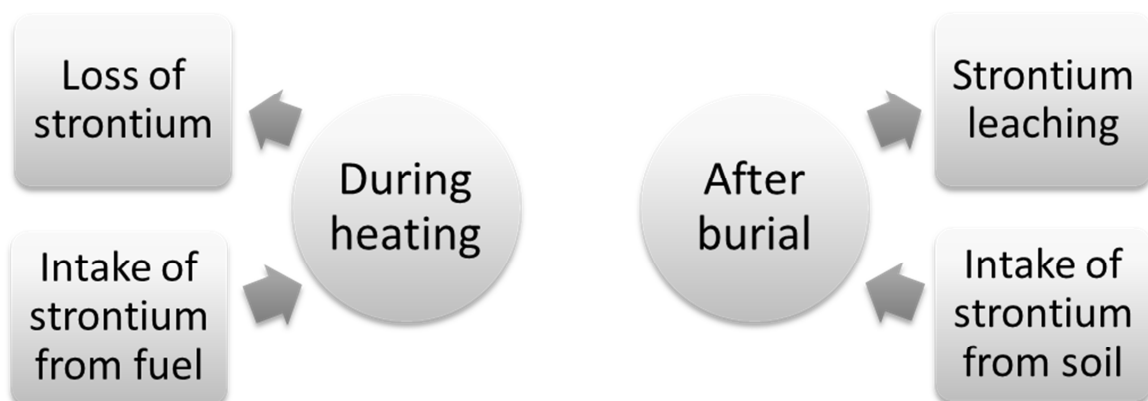 Loss of
strontium
During
heating
Intake of
strontium
from fuel
After
burial
Strontium
leaching
Intake of
strontium
from soil